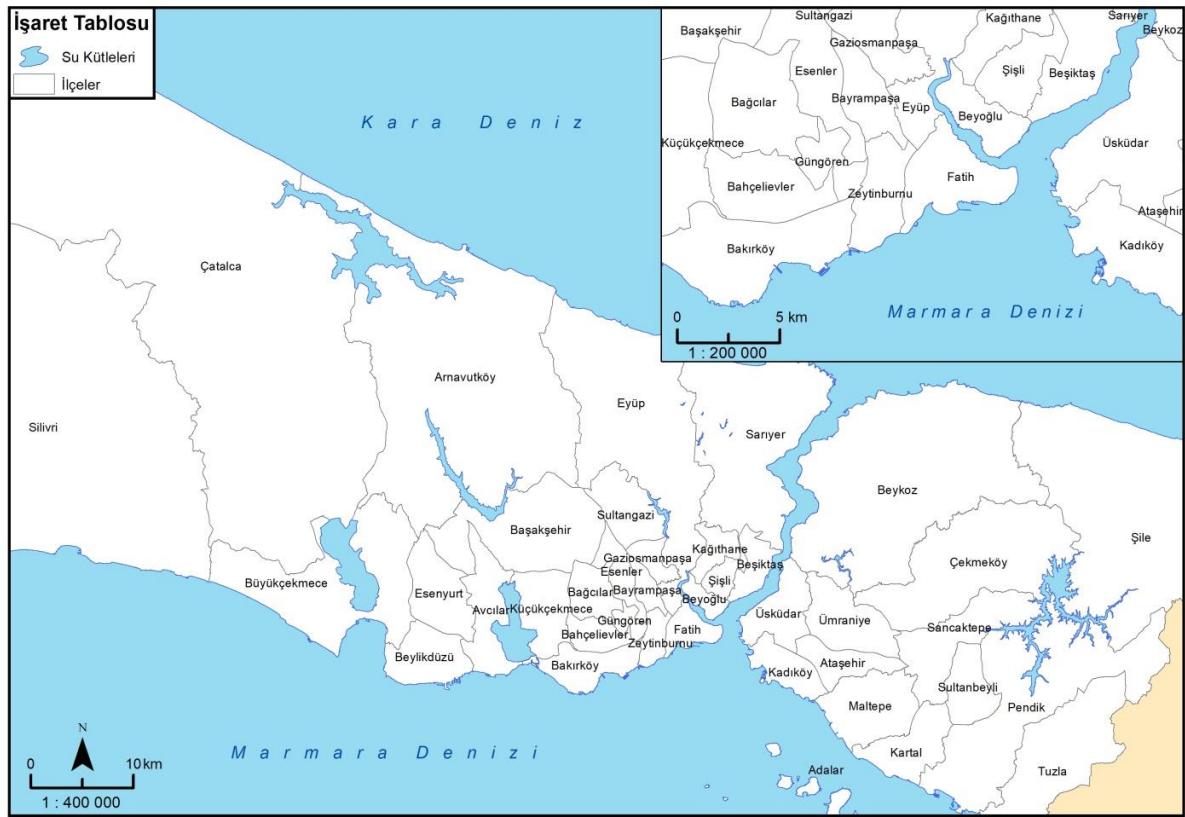 İşaret Tablosu
Su Kütleleri
İlçeler
Kara Deniz
Sultangazi
Kağıthane
Sarıyer
Beykoz
Başakşehir
Gaziosmanpaşa
Esenler
Şişli
Beşiktaş
Bağcılar
Bayrampaşa
Eyüp
Beyoğlu
Küçükçekmece
Güngören
Üsküdar
Bahçelievler
Zeytinburnu
Fatih
Ataşehir
Bakırköy
Kadıköy
Marmara Denizi
0 5 km
1 : 200 000
Çatalca
Arnavutköy
Eyüp
Silivri
Sarıyer
Beykoz
Sultangazi
Başakşehir
Şile
Kağıthane
Gaziosmanpaşa
Beşiktaş
Çekmeköy
Esenler
Büyükçekmece
Şişli
Esenyurt
Bağcılar
Bayrampaşa
Beyoğlu
Avcılar
Küçükçekmece
Üsküdar
Ümraniye
Güngören
Sancaktepe
Bahçelievler
Fatih
Zeytinburnu
Beylikdüzü
Bakırköy
Kadıköy
Ataşehir
Sultanbeyli
Maltepe
Pendik
Kartal
Marmara Denizi
Adalar
Tuzla
N
0 10 km
1 : 400 000